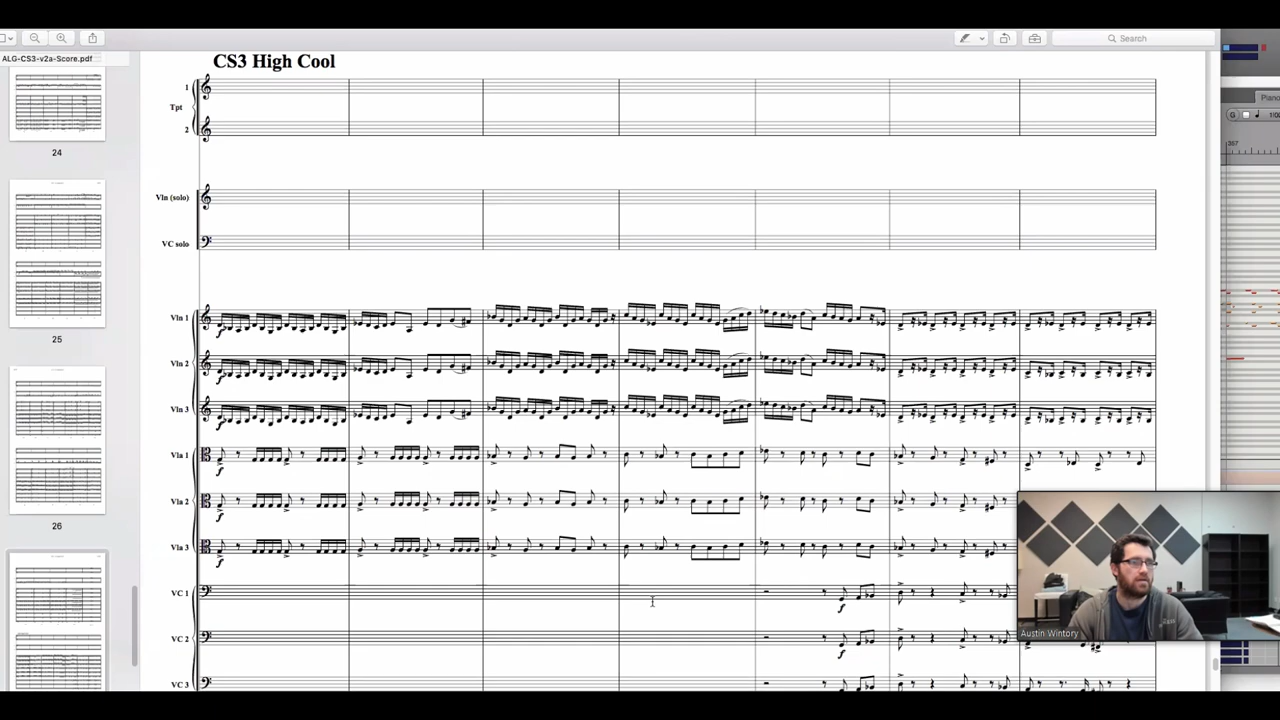 Search
ALG-CS3-v2a-Score.pdf
CS3 High Cool
1
Tpt
2
Vln (solo)
VC solo
Vln 1
f
Vln 2
f
Vln 3
f
Vla 1
f
Vla 2
f
Vla 3
f
VC 1
f
VC 2
f
VC 3
24
25
26
Austin Wintory
G
357